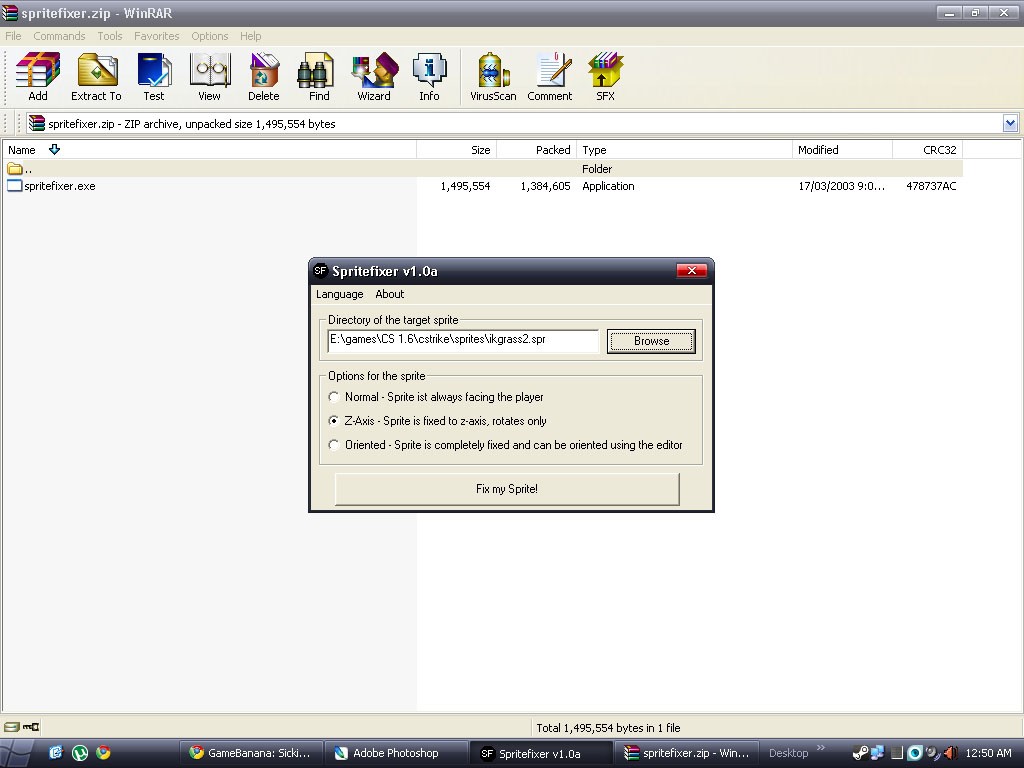 spritefixer.zip - WinRAR
File Commands Tools Favorites Options Help
Add Extract To Test View Delete Find Wizard Info VirusScan Comment SFX
spritefixer.zip - ZIP archive, unpacked size 1,495,554 bytes
Name Size Packed Type Modified CRC32
.. Folder
spritefixer.exe 1,495,554 1,384,605 Application 17/03/2003 9:0... 478737AC
SF Spritefixer v1.0a
Language About
Directory of the target sprite
E:\games\CS 1.6\cstrike\sprites\ikgrass2.spr Browse
Options for the sprite
Normal - Sprite ist always facing the player
Z-Axis - Sprite is fixed to z-axis, rotates only
Oriented - Sprite is completely fixed and can be oriented using the editor
Fix my Sprite!
Total 1,495,554 bytes in 1 file
GameBanana: Sicki... Adobe Photoshop SF Spritefixer v1.0a spritefixer.zip - Win... Desktop » 12:50 AM